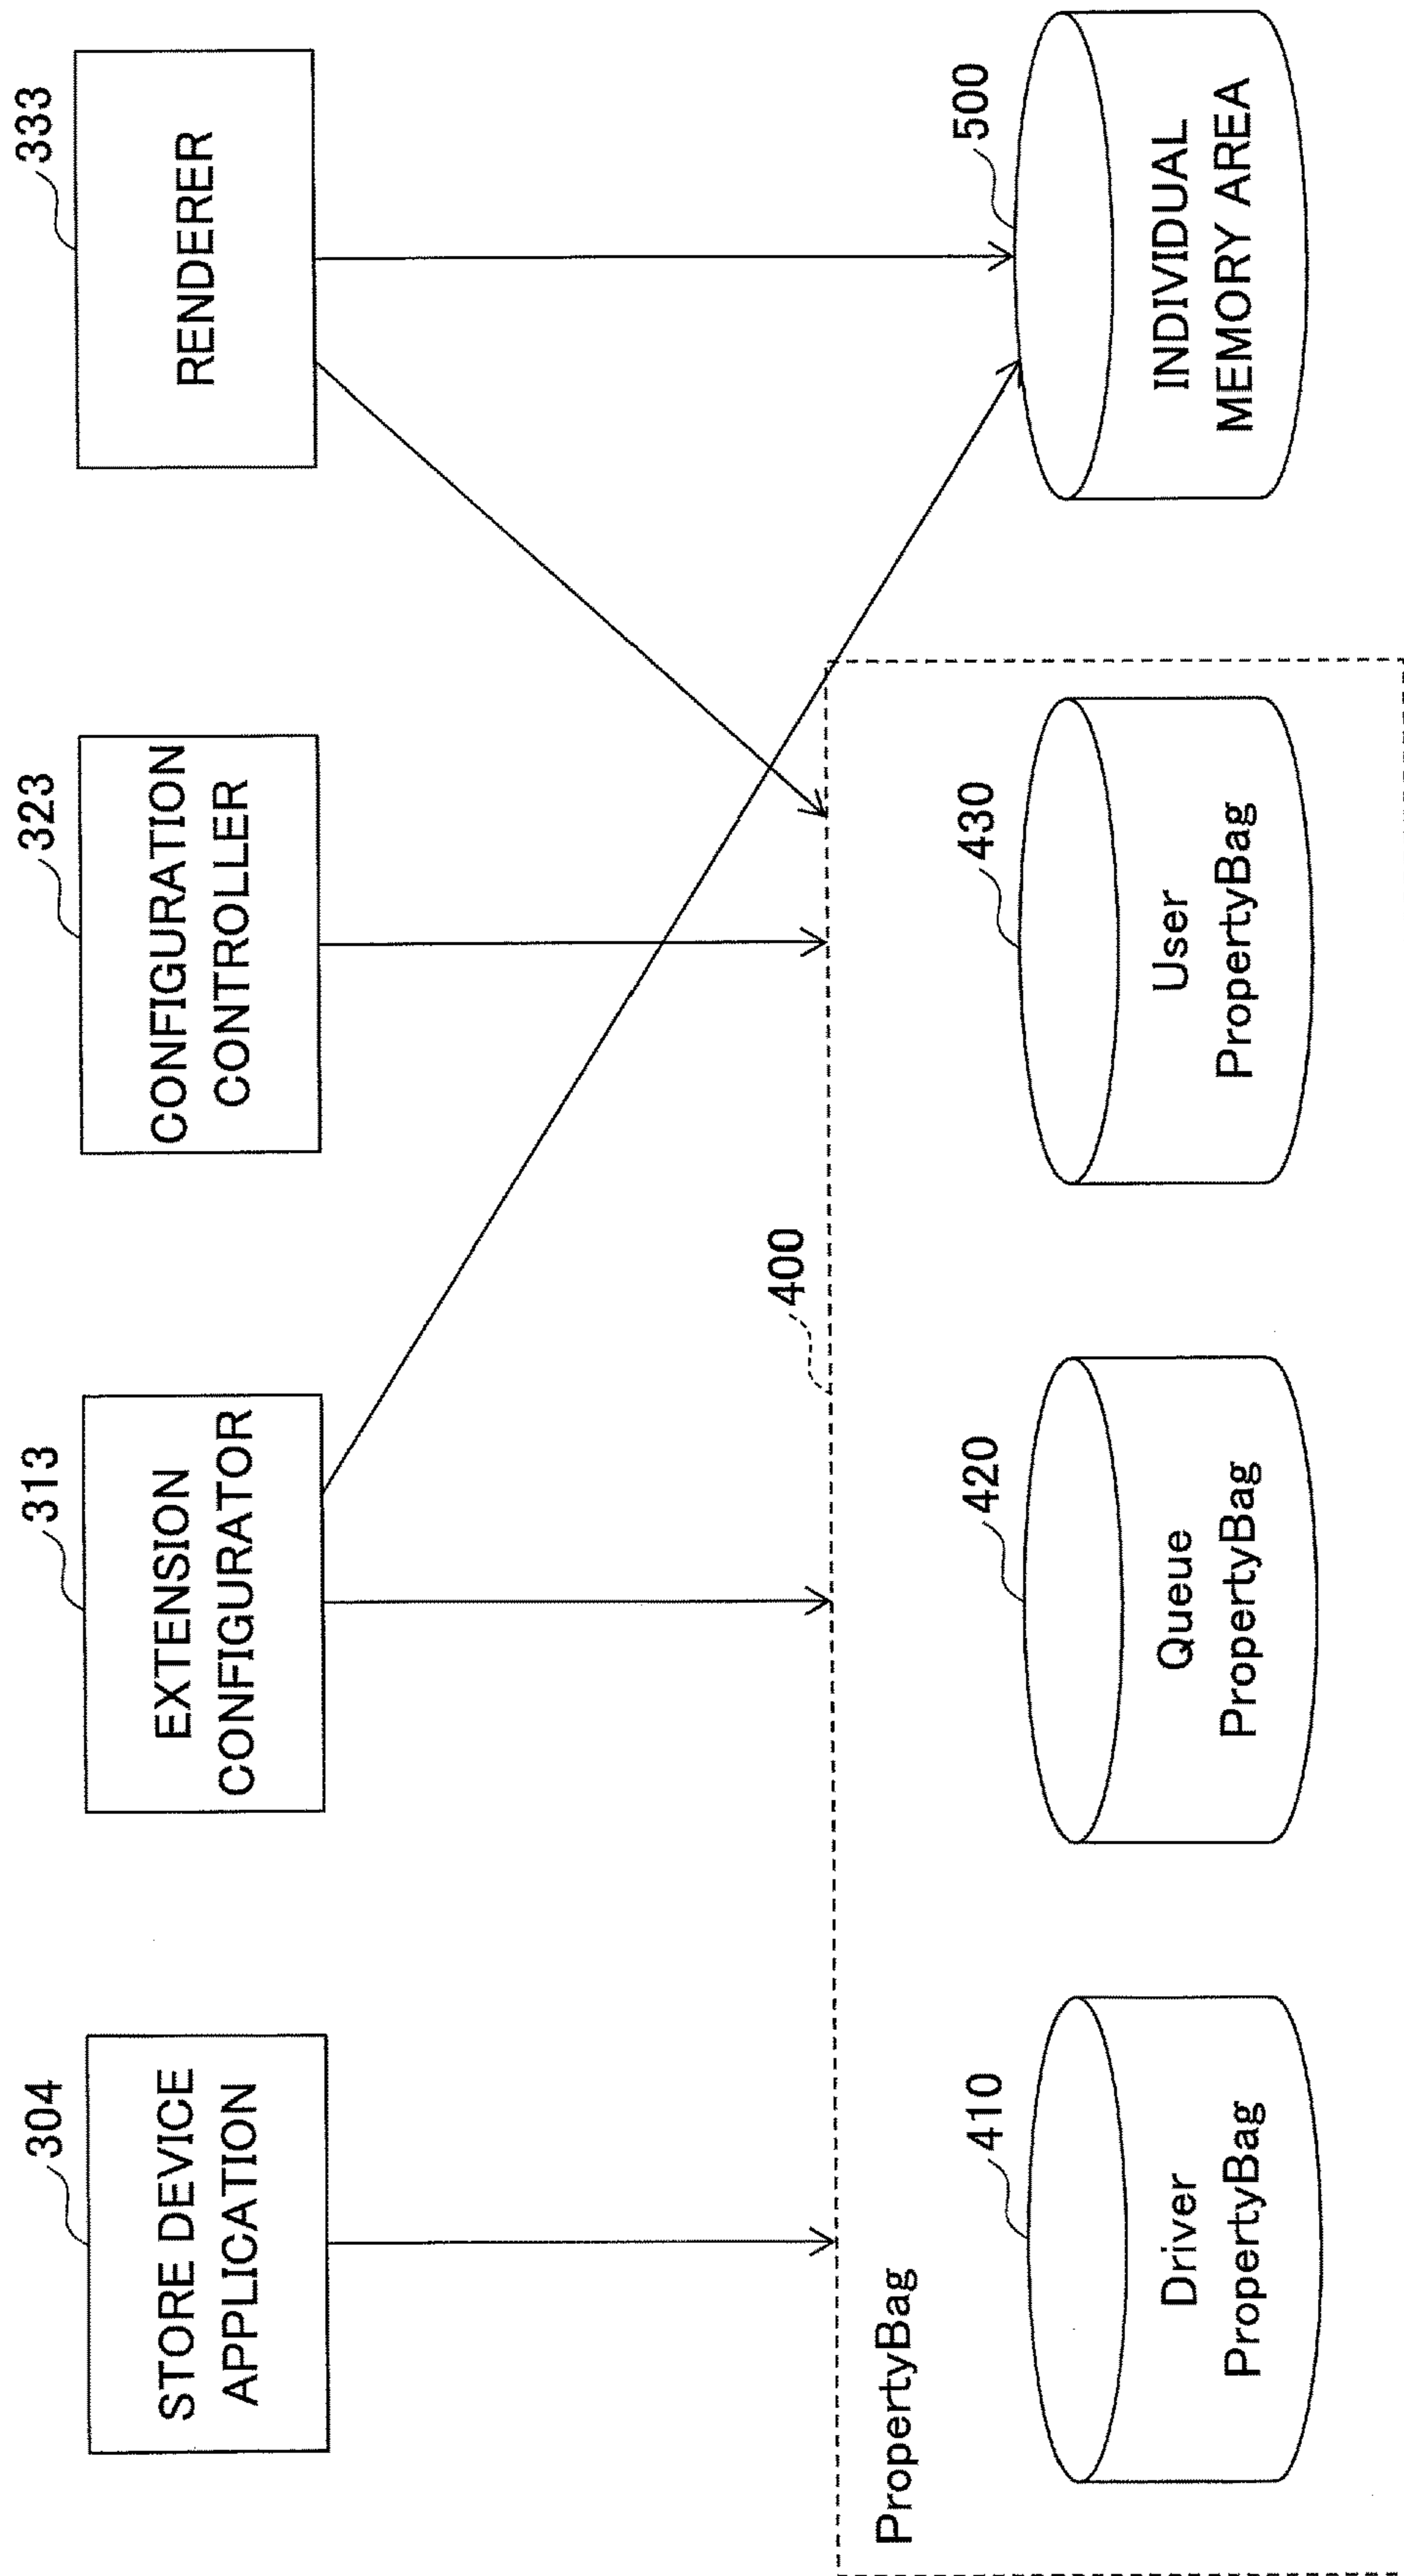 304
STORE DEVICE
APPLICATION
313
EXTENSION
CONFIGURATOR
323
CONFIGURATION
CONTROLLER
333
RENDERER
400
PropertyBag
410
Driver
PropertyBag
420
Queue
PropertyBag
430
User
PropertyBag
500
INDIVIDUAL
MEMORY AREA